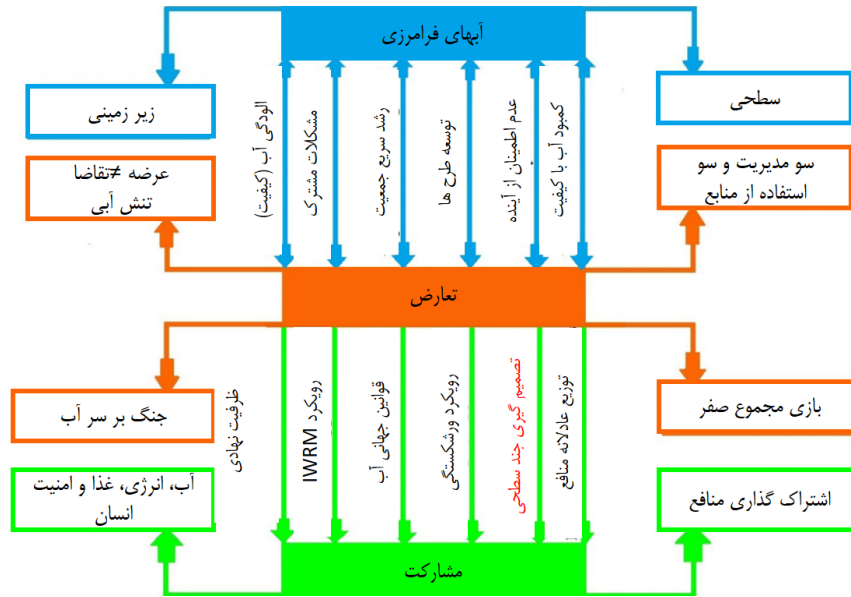 آبهای فرامرزی
سطحی
زیر زمینی
کمبود آب با کیفیت
عدم اطمینان از آینده
توسعه طرح ها
رشد سریع جمعیت
مشکلات مشترک
الودگی آب (کیفیت)
سو مدیریت و سو
استفاده از منابع
عرضه ≠تقاضا
تنش آبی
تعارض
بازی مجموع صفر
جنگ بر سر آب
توزیع عادلانه منافع
تصمیم گیری جند سطحی
رویکرد ورشکستگی
قوانین جهانی آب
رویکرد IWRM
ظرفیت نهادی
اشتراک گذاری منافع
آب، انرژی، غذا و امنیت
انسان
مشارکت